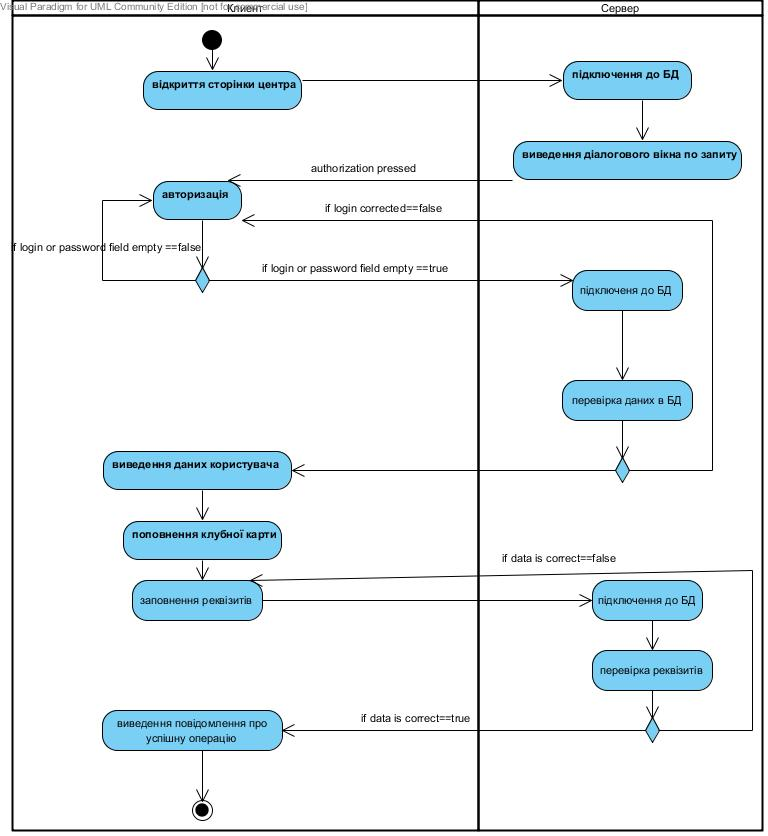 Visual Paradigm for UML Community Edition [not for commercial use]
Клиент
Сервер
відкриття сторінки центра
підключення до БД
виведення діалогового вікна по запиту
authorization pressed
авторизація
if login corrected==false
if login or password field empty ==false
if login or password field empty ==true
підключеня до БД
перевірка даних в БД
виведення даних користувача
поповнення клубної карти
if data is correct==false
заповнення реквізитів
підключення до БД
перевірка реквізитів
виведення повідомлення про
успішну операцію
if data is correct==true